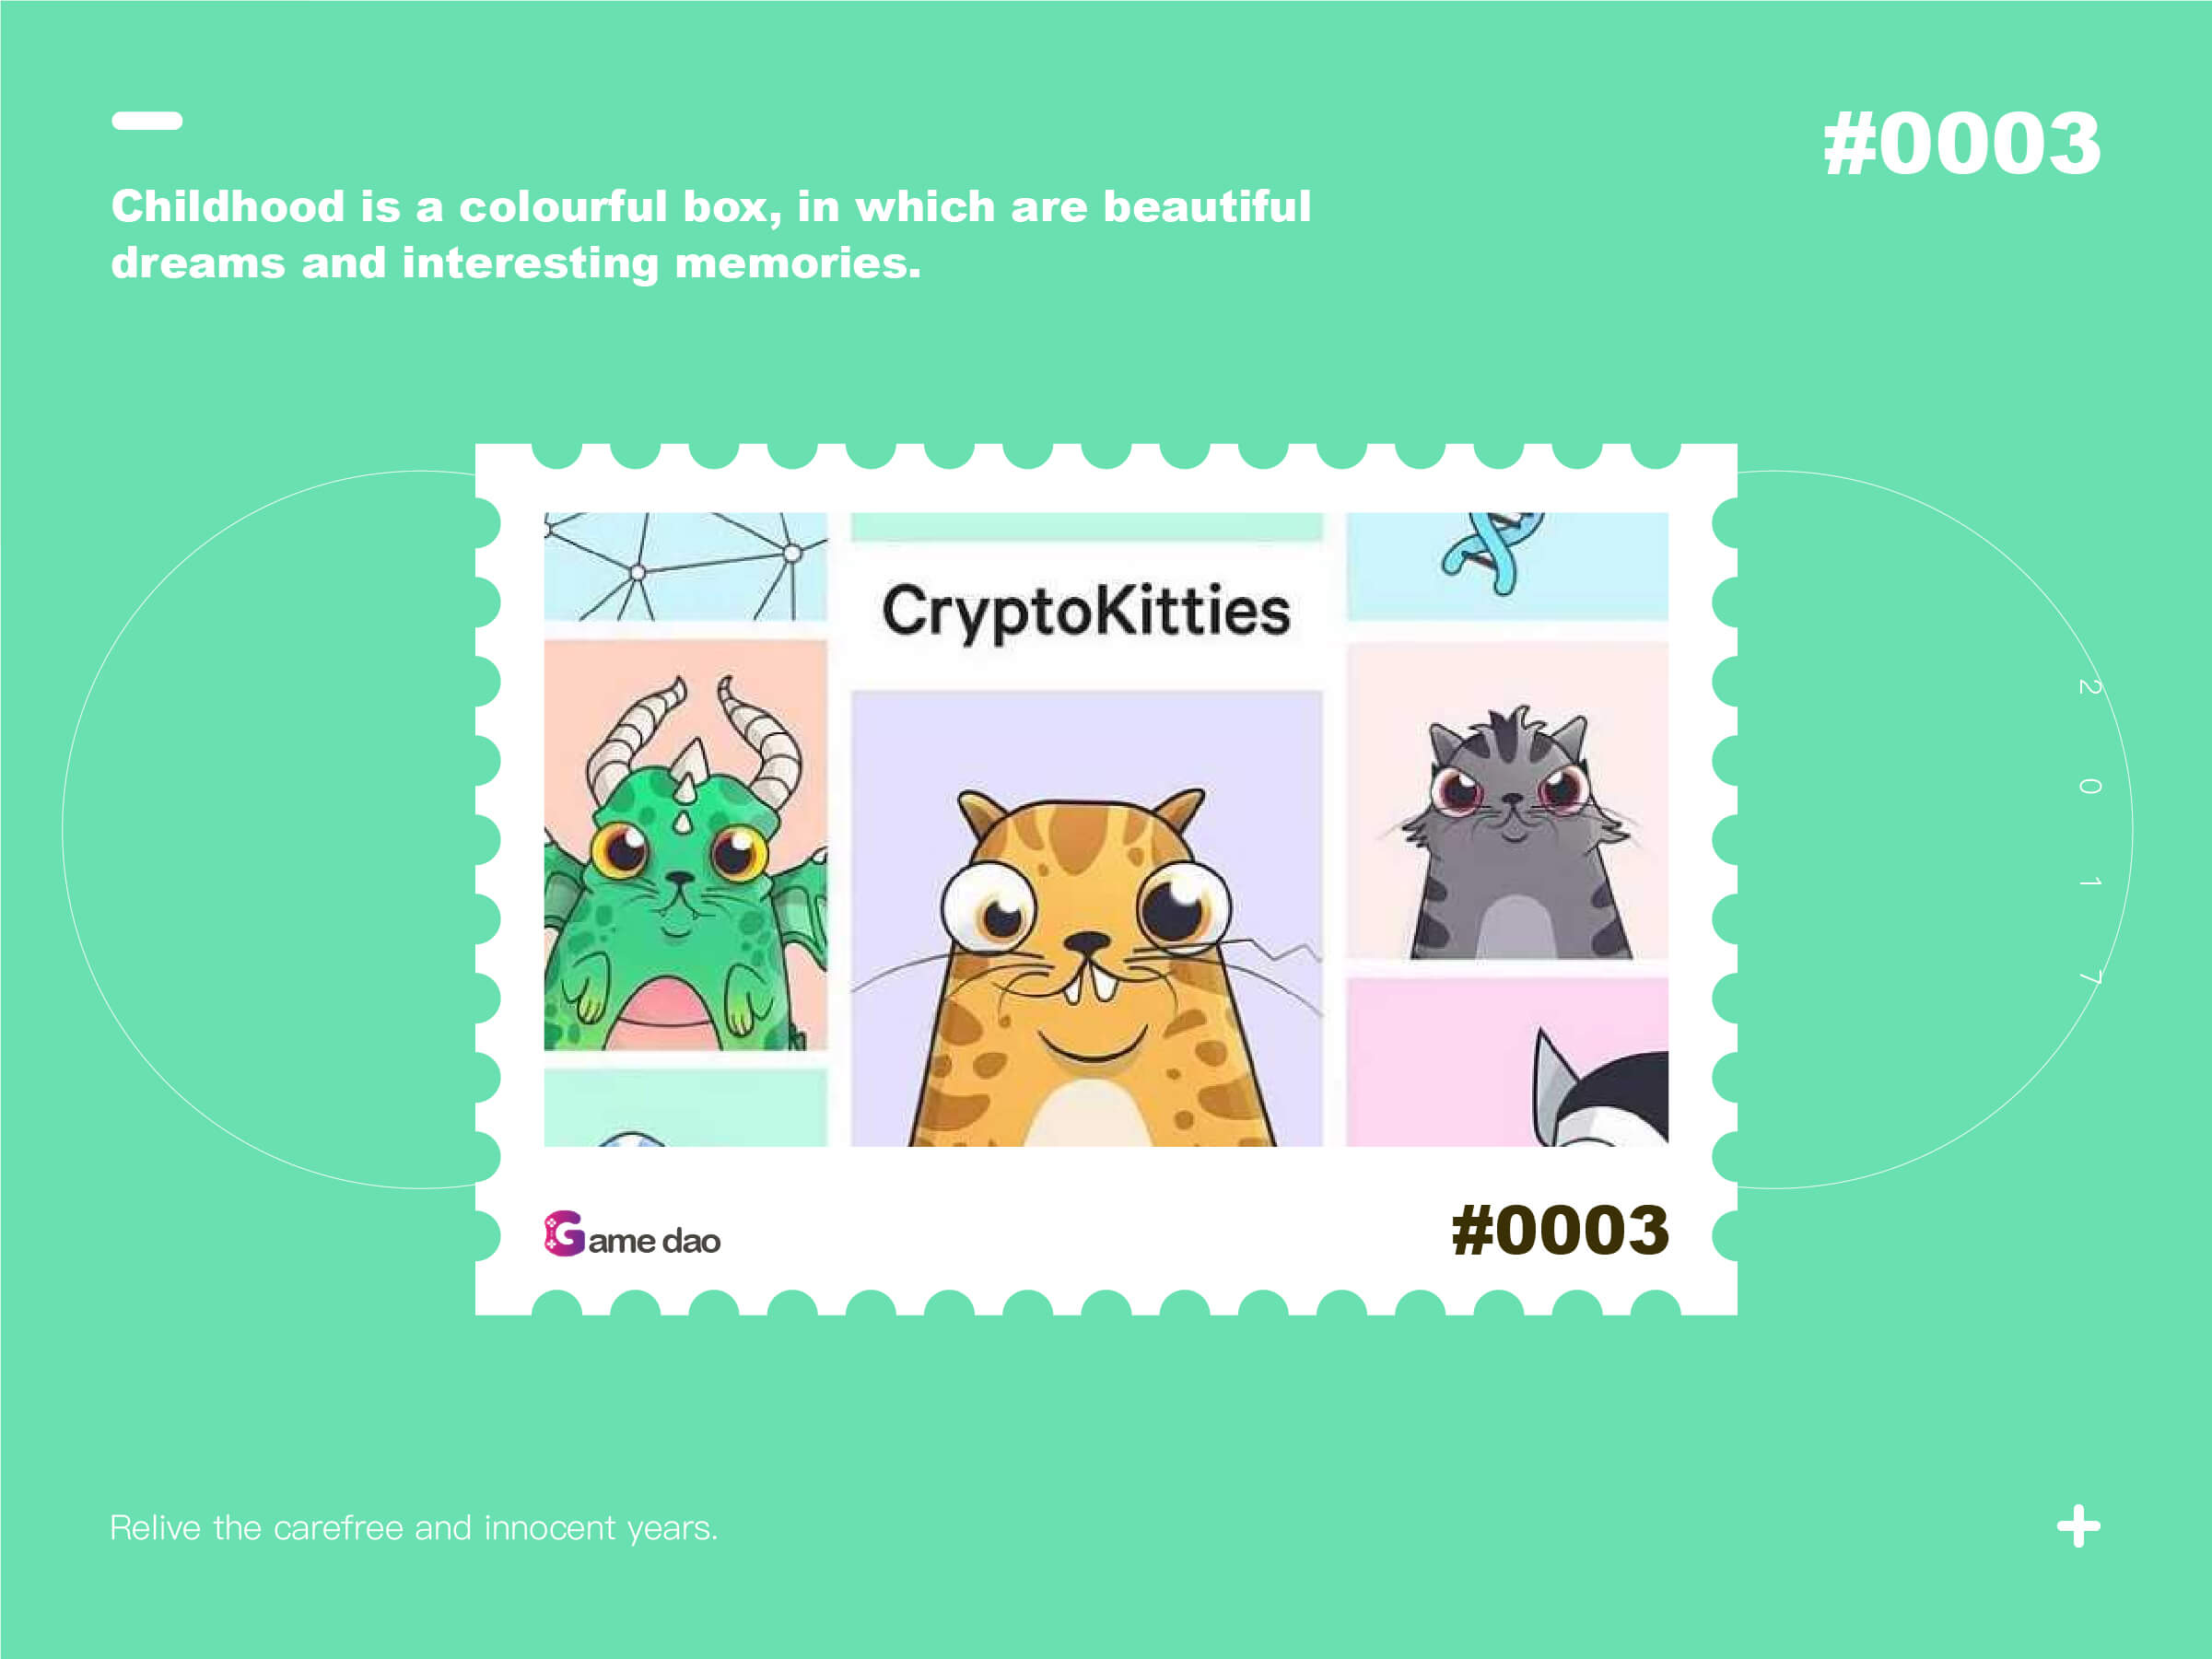 #0003
Childhood is a colourful box, in which are beautiful
dreams and interesting memories.
CryptoKitties
2017
Game dao
#0003
Relive the carefree and innocent years.